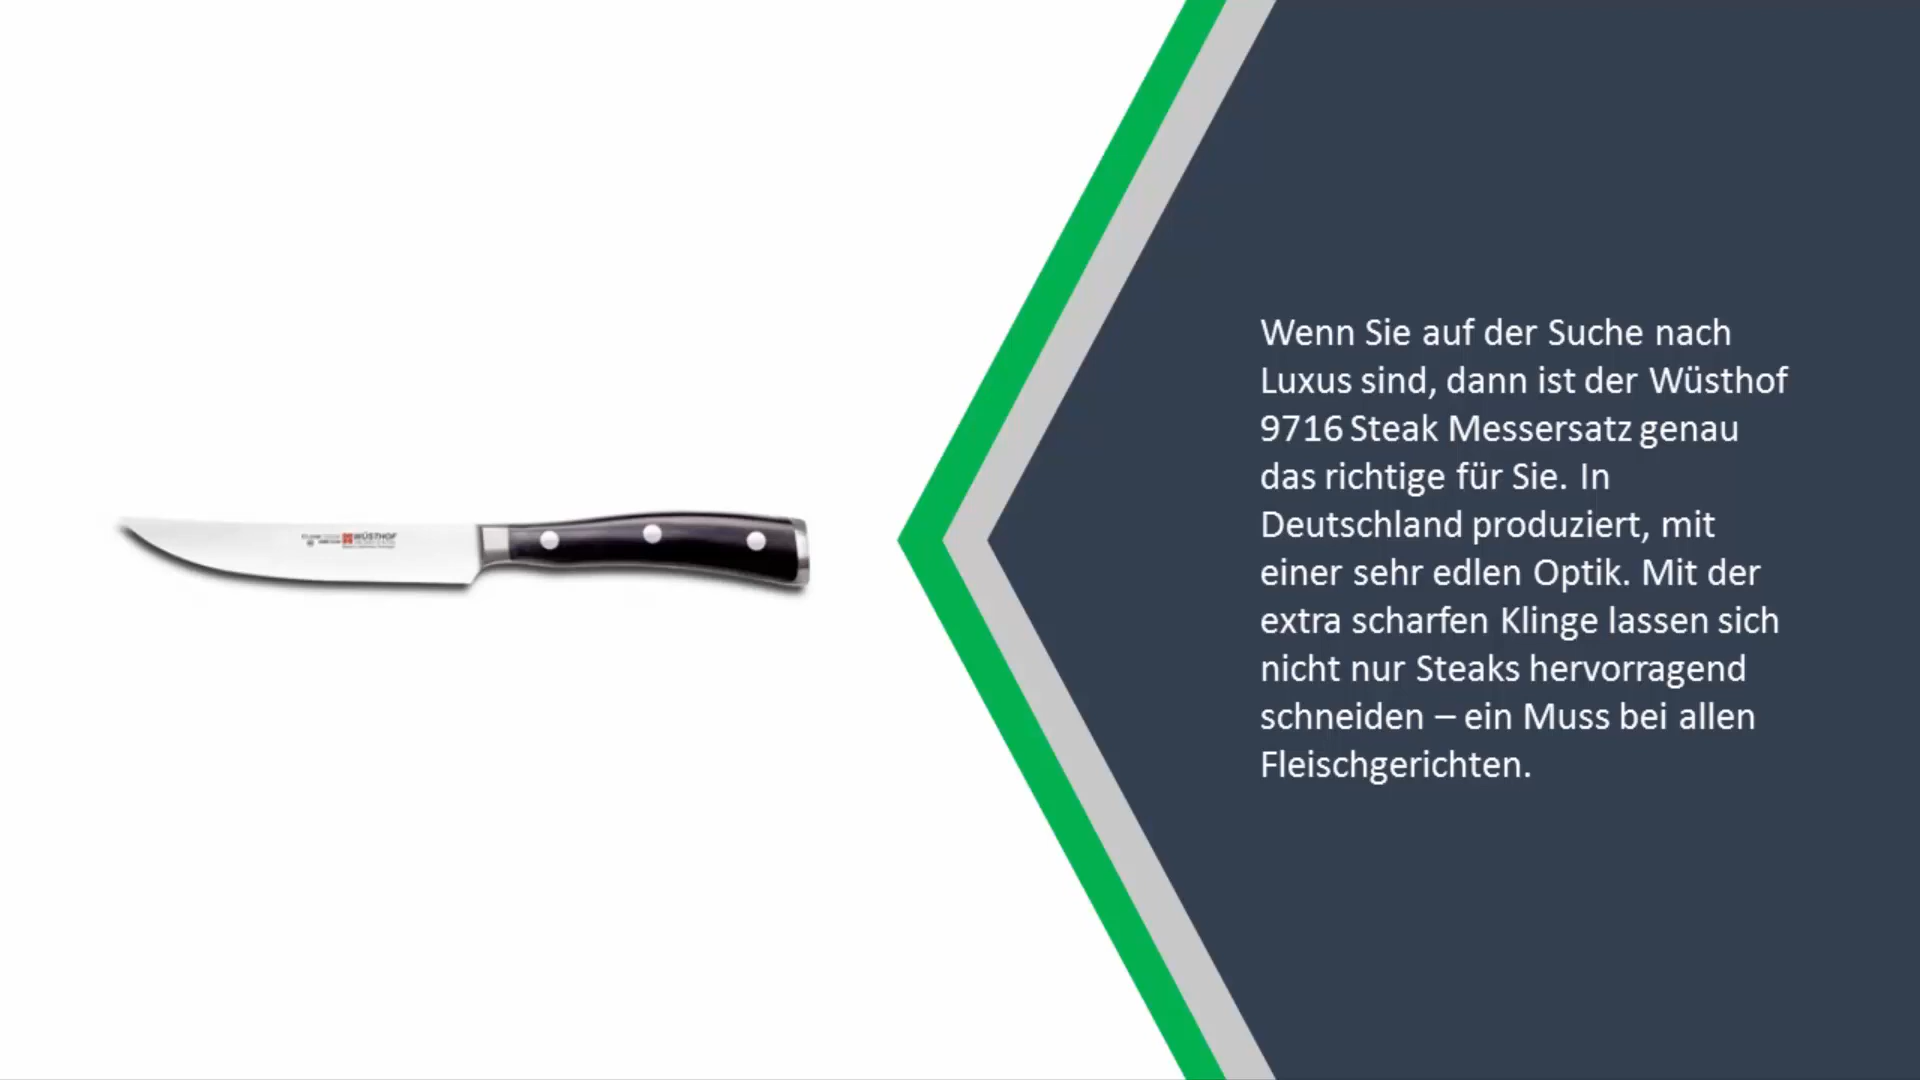 WÜSTHOF
Wenn Sie auf der Suche nach
Luxus sind, dann ist der Wüsthof
9716 Steak Messersatz genau
das richtige für Sie. In
Deutschland produziert, mit
einer sehr edlen Optik. Mit der
extra scharfen Klinge lassen sich
nicht nur Steaks hervorragend
schneiden – ein Muss bei allen
Fleischgerichten.